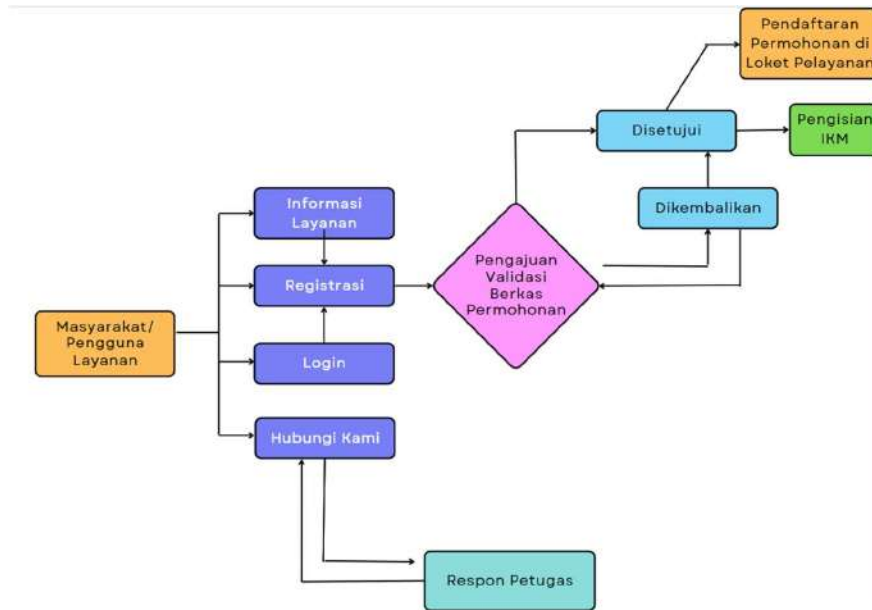 Pendaftaran
Permohonan di
Loket Pelayanan
Disetujui
Pengisian
IKM
Informasi
Layanan
Dikembalikan
Registrasi
Pengajuan
Validasi
Berkas
Permohonan
Masyarakat/
Pengguna
Layanan
Login
Hubungi Kami
Respon Petugas